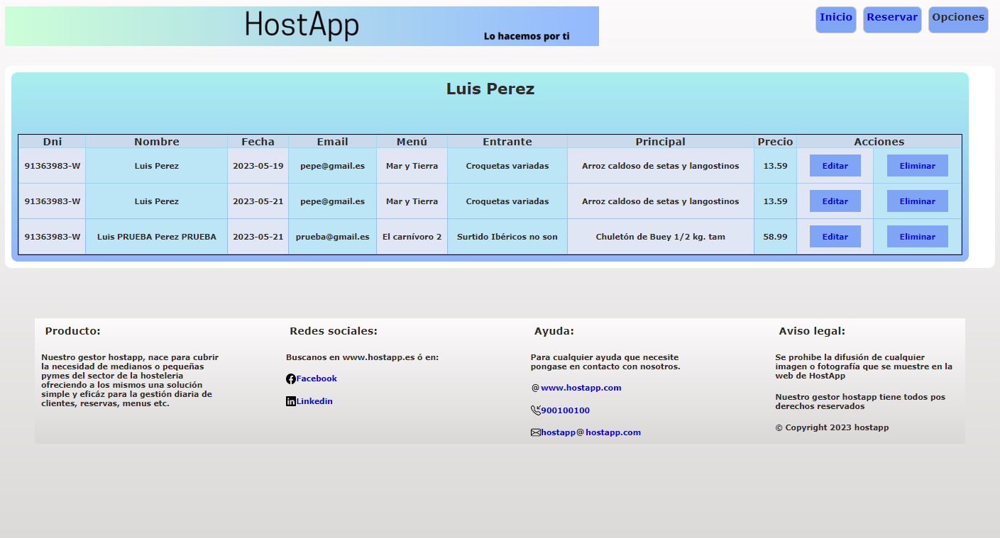 HostApp
Lo hacemos por ti
Inicio Reservar Opciones
Luis Perez
Dni Nombre Fecha Email Menú Entrante Principal Precio Acciones
91363983-W Luis Perez 2023-05-19 pepe@gmail.es Mar y Tierra Croquetas variadas Arroz caldoso de setas y langostinos 13.59 Editar Eliminar
91363983-W Luis Perez 2023-05-21 pepe@gmail.es Mar y Tierra Croquetas variadas Arroz caldoso de setas y langostinos 13.59 Editar Eliminar
91363983-W Luis PRUEBA Perez PRUEBA 2023-05-21 prueba@gmail.es El carnívoro 2 Surtido Ibéricos no son Chuletón de Buey 1/2 kg. tam 58.99 Editar Eliminar
Producto:
Nuestro gestor hostapp, nace para cubrir
la necesidad de medianos o pequeñas
pymes del sector de la hosteleria
ofreciendo a los mismos una solución
simple y eficáz para la gestión diaria de
clientes, reservas, menus etc.
Redes sociales:
Buscanos en www.hostapp.es ó en:
Facebook
Linkedin
Ayuda:
Para cualquier ayuda que necesite
pongase en contacto con nosotros.
@www.hostapp.com
900100100
hostapp@hostapp.com
Aviso legal:
Se prohibe la difusión de cualquier
imagen o fotografía que se muestre en la
web de HostApp
Nuestro gestor hostapp tiene todos pos
derechos reservados
© Copyright 2023 hostapp